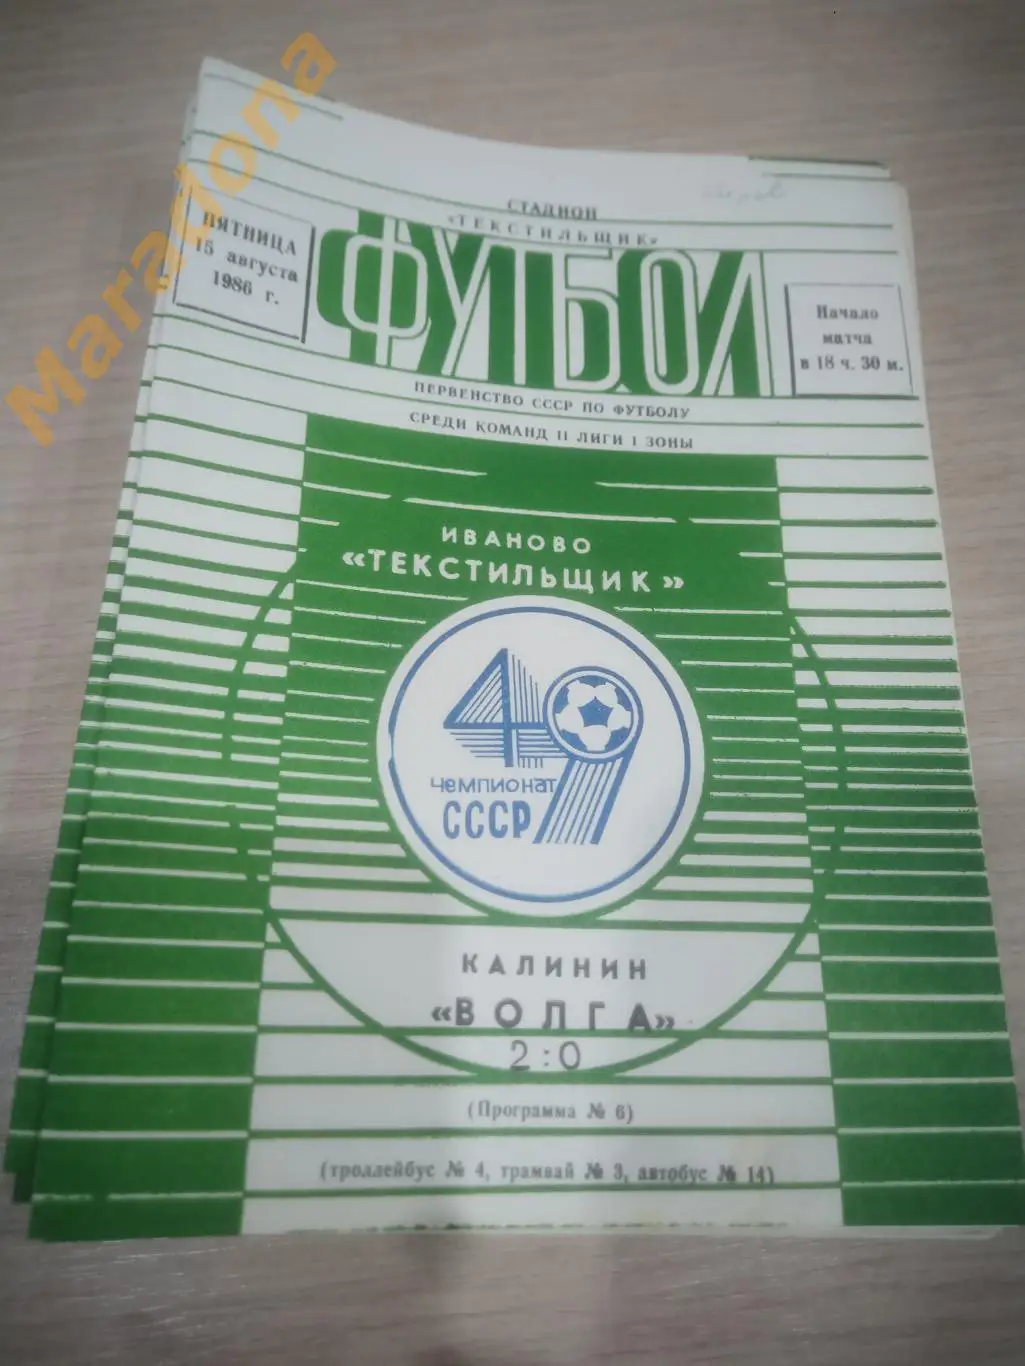 Maradona
СТАДИОН
«ТЕКСТИЛЬЩИК»
ПЯТНИЦА
15 августа
1986 г.
ФУТБОЛ
Начало
матча
в 18 ч. 30 м.
ПЕРВЕНСТВО СССР ПО ФУТБОЛУ
СРЕДИ КОМАНД II ЛИГИ I ЗОНЫ
ИВАНОВО
«ТЕКСТИЛЬЩИК»
49
чемпионат
СССР
КАЛИНИН
«ВОЛГА»
2:0
(Программа № 6)
(троллейбус № 4, трамвай № 3, автобус № 14)